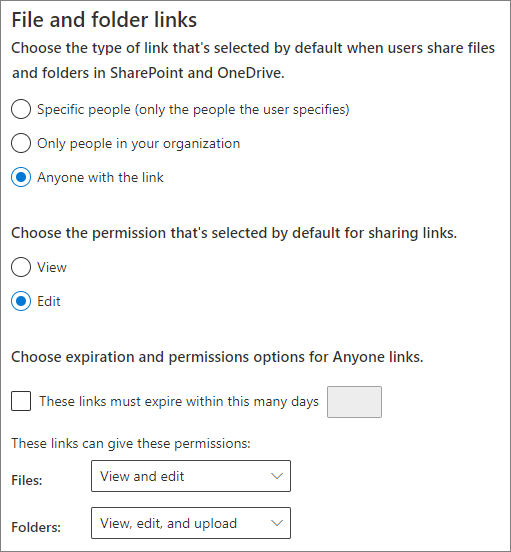 File and folder links
Choose the type of link that's selected by default when users share files
and folders in SharePoint and OneDrive.
Specific people (only the people the user specifies)
Only people in your organization
Anyone with the link
Choose the permission that's selected by default for sharing links.
View
Edit
Choose expiration and permissions options for Anyone links.
These links must expire within this many days
These links can give these permissions:
Files: View and edit
Folders: View, edit, and upload